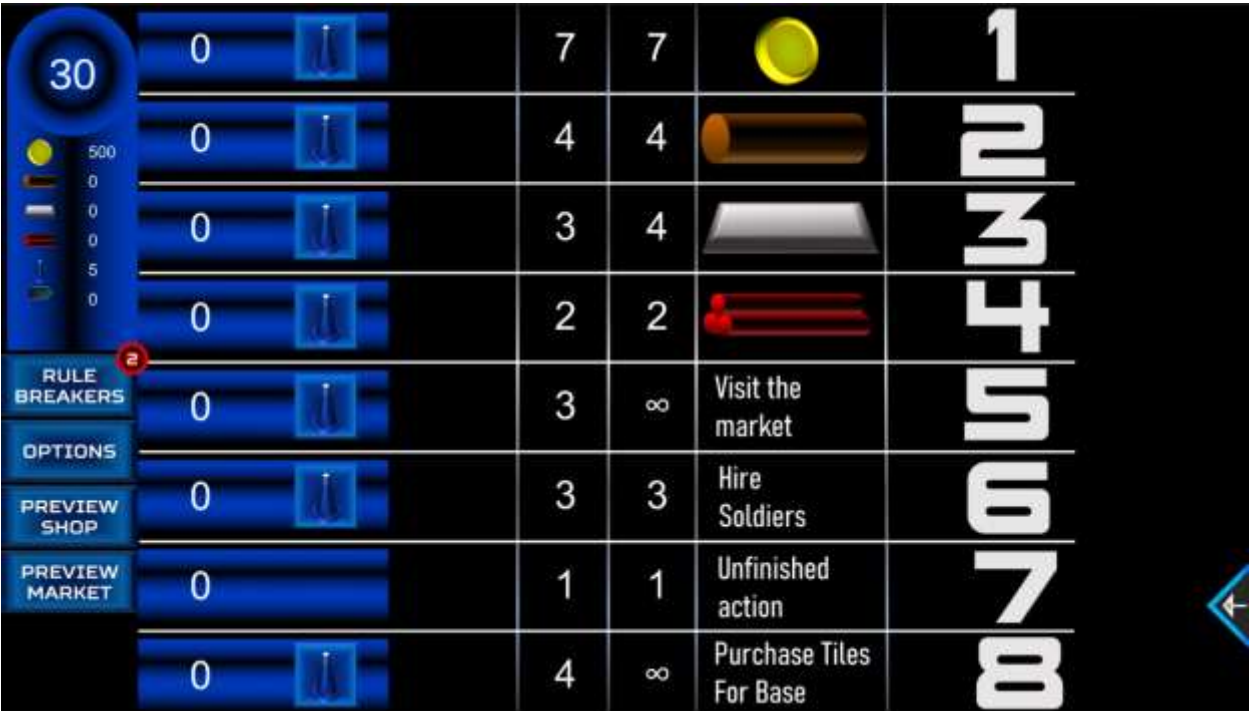 30
500
0
0
0
5
0
RULE
BREAKERS
2
OPTIONS
PREVIEW
SHOP
PREVIEW
MARKET
0 7 7 1
0 4 4 2
0 3 4 3
0 2 2 4
0 3 ∞ Visit the
market 5
0 3 3 Hire
Soldiers 6
0 1 1 Unfinished
action 7
0 4 ∞ Purchase Tiles
For Base 8